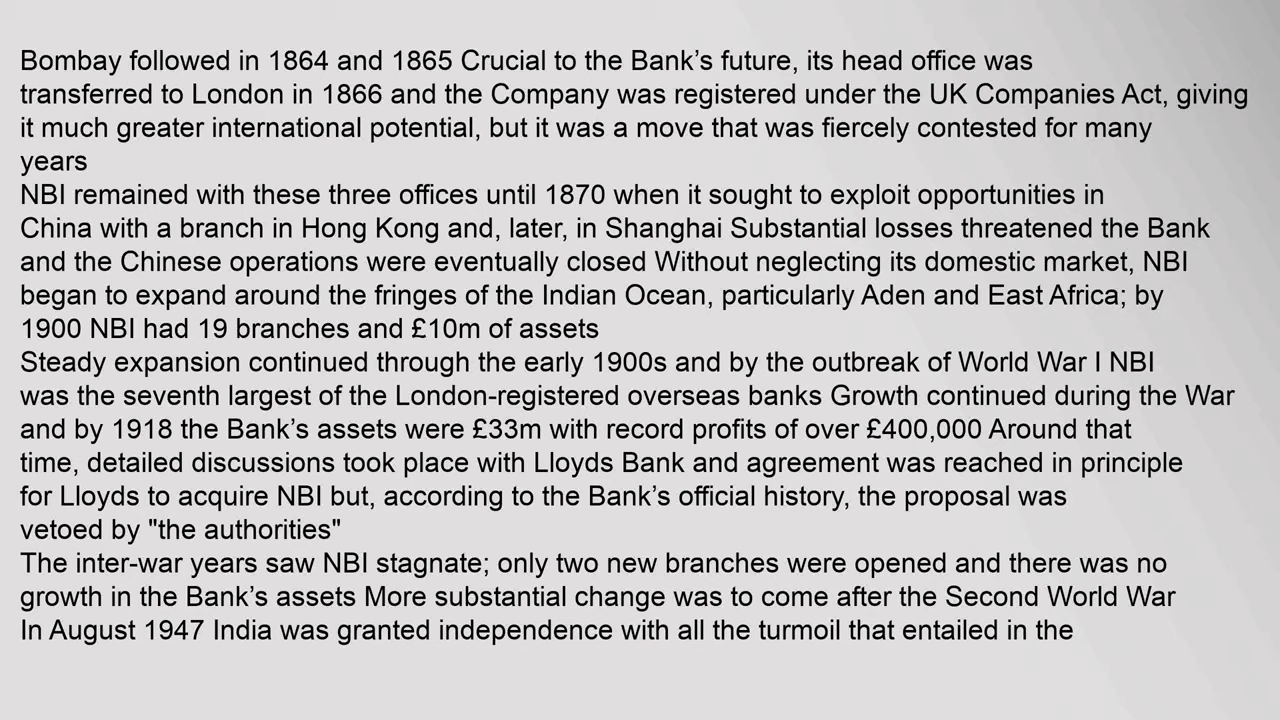 Bombay followed in 1864 and 1865 Crucial to the Bank’s future, its head office was
transferred to London in 1866 and the Company was registered under the UK Companies Act, giving
it much greater international potential, but it was a move that was fiercely contested for many
years
NBI remained with these three offices until 1870 when it sought to exploit opportunities in
China with a branch in Hong Kong and, later, in Shanghai Substantial losses threatened the Bank
and the Chinese operations were eventually closed Without neglecting its domestic market, NBI
began to expand around the fringes of the Indian Ocean, particularly Aden and East Africa; by
1900 NBI had 19 branches and £10m of assets
Steady expansion continued through the early 1900s and by the outbreak of World War I NBI
was the seventh largest of the London-registered overseas banks Growth continued during the War
and by 1918 the Bank’s assets were £33m with record profits of over £400,000 Around that
time, detailed discussions took place with Lloyds Bank and agreement was reached in principle
for Lloyds to acquire NBI but, according to the Bank’s official history, the proposal was
vetoed by "the authorities"
The inter-war years saw NBI stagnate; only two new branches were opened and there was no
growth in the Bank’s assets More substantial change was to come after the Second World War
In August 1947 India was granted independence with all the turmoil that entailed in the